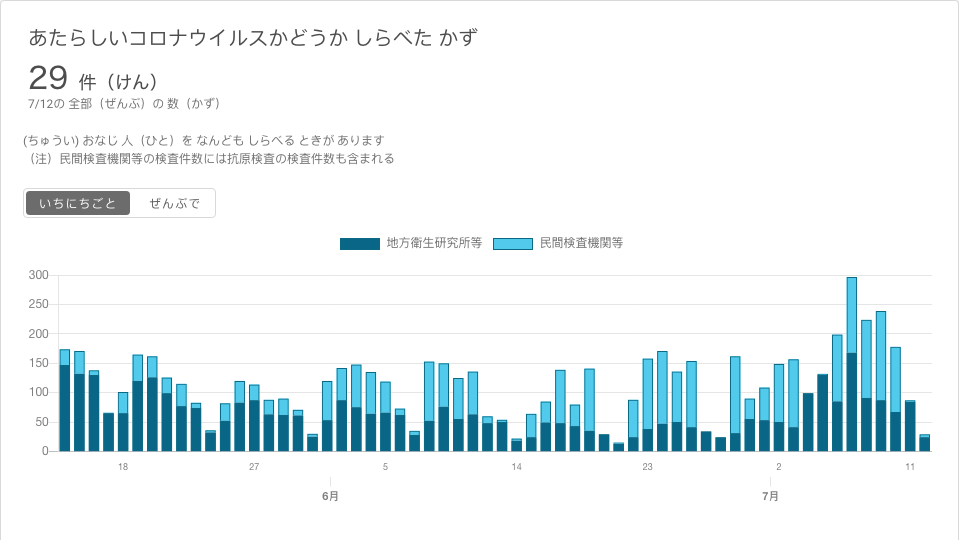 あたらしいコロナウイルスかどうか しらべた かず
29 件（けん）
7/12の 全部（ぜんぶ）の 数（かず）
(ちゅうい) おなじ 人（ひと）を なんども しらべる ときが あります
（注）民間検査機関等の検査件数には抗原検査の検査件数も含まれる
いちにちごと ぜんぶで
地方衛生研究所等 民間検査機関等
300
250
200
150
100
50
0
18 27 5 14 23 2 11
6月 7月